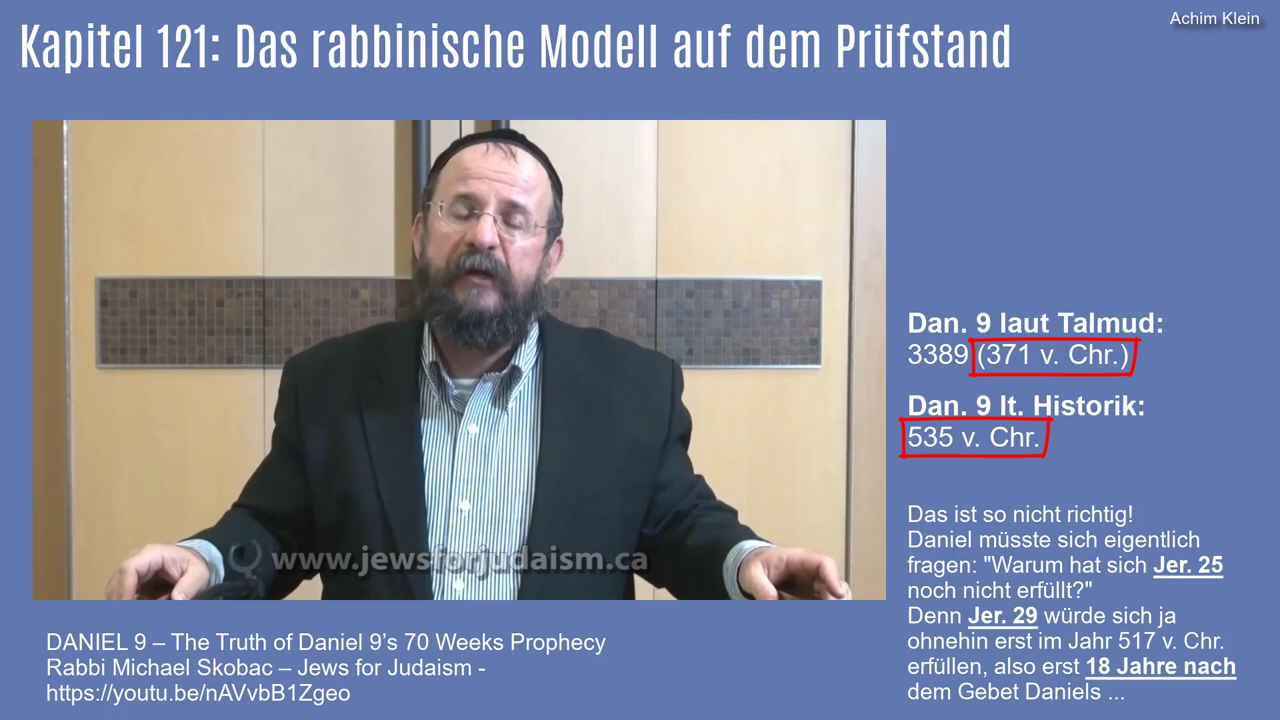 Achim Klein
Kapitel 121: Das rabbinische Modell auf dem Prüfstand
www.jewsforjudaism.ca
DANIEL 9 – The Truth of Daniel 9's 70 Weeks Prophecy
Rabbi Michael Skobac – Jews for Judaism -
https://youtu.be/nAVvbB1Zgeo
Dan. 9 laut Talmud:
3389 (371 v. Chr.)
Dan. 9 lt. Historik:
535 v. Chr.
Das ist so nicht richtig!
Daniel müsste sich eigentlich
fragen: "Warum hat sich Jer. 25
noch nicht erfüllt?"
Denn Jer. 29 würde sich ja
ohnehin erst im Jahr 517 v. Chr.
erfüllen, also erst 18 Jahre nach
dem Gebet Daniels ...